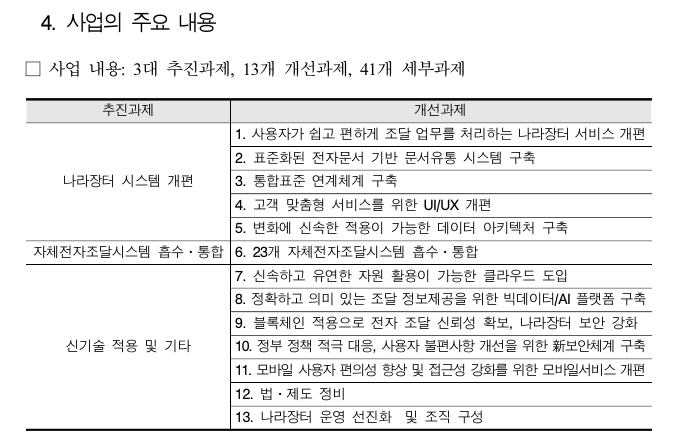 4. 사업의 주요 내용
□ 사업 내용: 3대 추진과제, 13개 개선과제, 41개 세부과제
추진과제 개선과제
나라장터 시스템 개편
1. 사용자가 쉽고 편하게 조달 업무를 처리하는 나라장터 서비스 개편
2. 표준화된 전자문서 기반 문서유통 시스템 구축
3. 통합표준 연계체계 구축
4. 고객 맞춤형 서비스를 위한 UI/UX 개편
5. 변화에 신속한 적용이 가능한 데이터 아키텍처 구축
자체전자조달시스템 흡수・통합 6. 23개 자체전자조달시스템 흡수・통합
신기술 적용 및 기타
7. 신속하고 유연한 자원 활용이 가능한 클라우드 도입
8. 정확하고 의미 있는 조달 정보제공을 위한 빅데이터/AI 플랫폼 구축
9. 블록체인 적용으로 전자 조달 신뢰성 확보, 나라장터 보안 강화
10. 정부 정책 적극 대응, 사용자 불편사항 개선을 위한 新보안체계 구축
11. 모바일 사용자 편의성 향상 및 접근성 강화를 위한 모바일서비스 개편
12. 법・제도 정비
13. 나라장터 운영 선진화 및 조직 구성